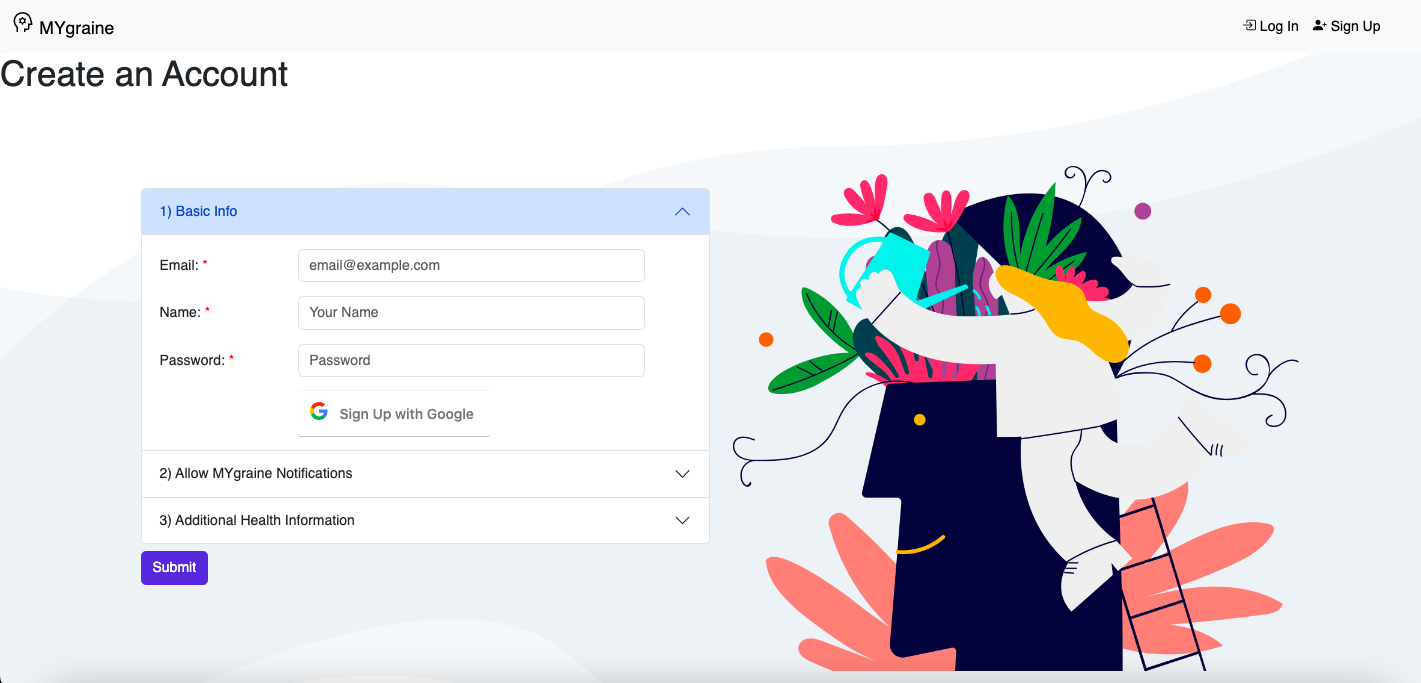 MYgraine
Log In
Sign Up
Create an Account
1) Basic Info
Email: *
email@example.com
Name: *
Your Name
Password: *
Password
Sign Up with Google
2) Allow MYgraine Notifications
3) Additional Health Information
Submit